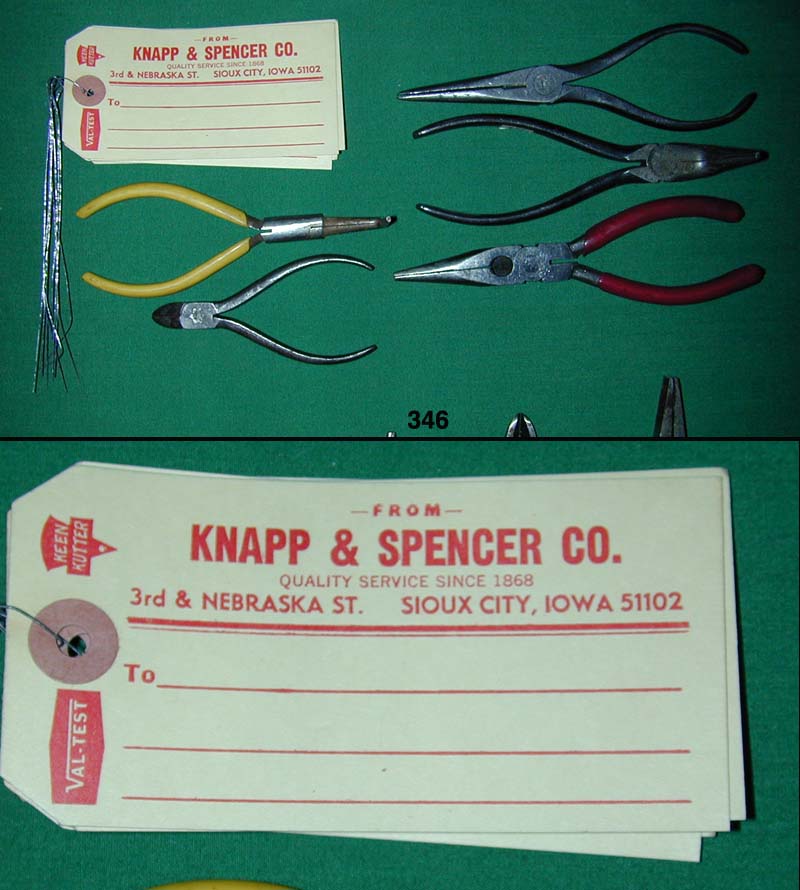 —FROM—
KEEN KUTTER
KNAPP & SPENCER CO.
QUALITY SERVICE SINCE 1868
3rd & NEBRASKA ST. SIOUX CITY, IOWA 51102
To
VAL-TEST
346
—FROM—
KEEN KUTTER
KNAPP & SPENCER CO.
QUALITY SERVICE SINCE 1868
3rd & NEBRASKA ST. SIOUX CITY, IOWA 51102
To
VAL-TEST